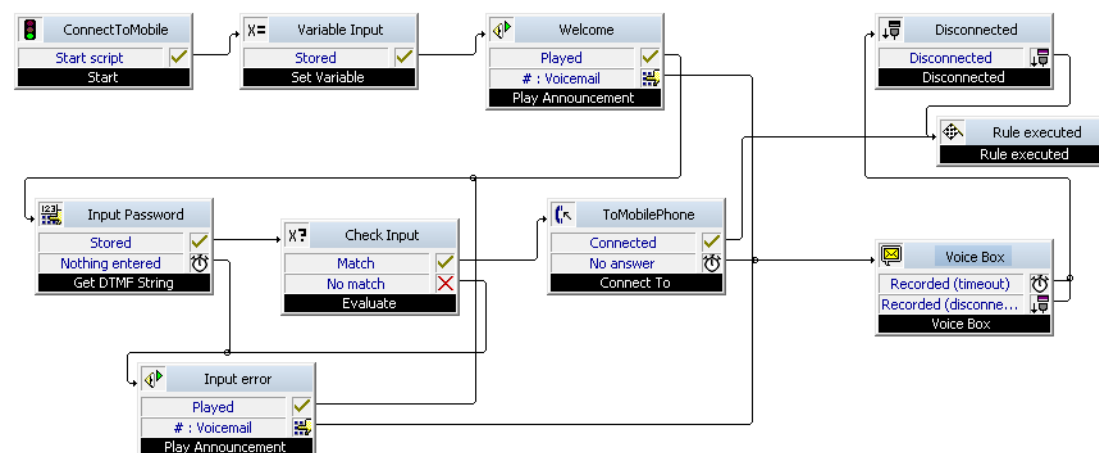 ConnectToMobile
Start script
Start
X= Variable Input
Stored
Set Variable
Welcome
Played
# : Voicemail
Play Announcement
Disconnected
Disconnected
Disconnected
Rule executed
Rule executed
123 Input Password
Stored
Nothing entered
Get DTMF String
X? Check Input
Match
No match
Evaluate
ToMobilePhone
Connected
No answer
Connect To
Voice Box
Recorded (timeout)
Recorded (disconne...
Voice Box
Input error
Played
# : Voicemail
Play Announcement